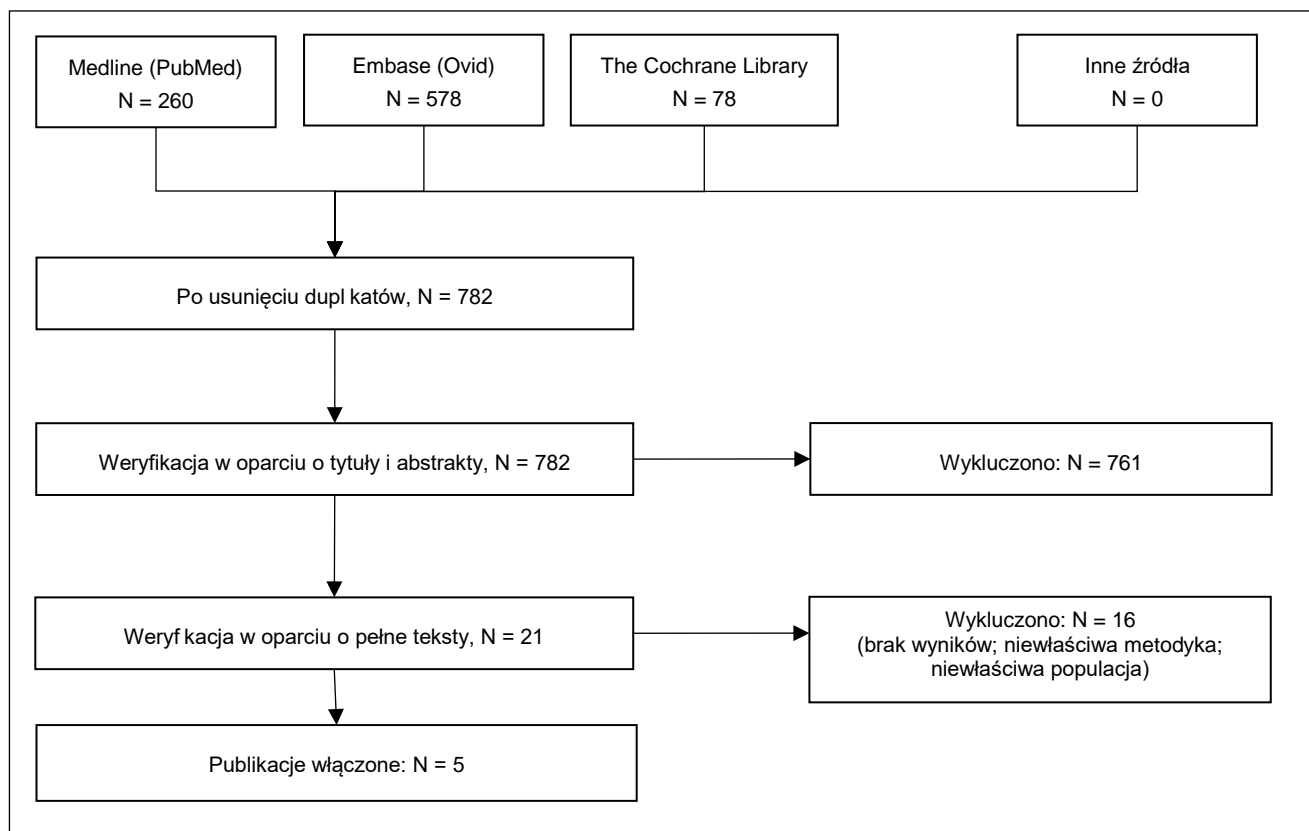 Medline (PubMed)
N = 260
Embase (Ovid)
N = 578
The Cochrane Library
N = 78
Inne źródła
N = 0
Po usunięciu dupl katów, N = 782
Weryfikacja w oparciu o tytuły i abstrakty, N = 782
Wykluczono: N = 761
Weryf kacja w oparciu o pełne teksty, N = 21
Wykluczono: N = 16
(brak wyników; niewłaściwa metodyka;
niewłaściwa populacja)
Publikacje włączone: N = 5